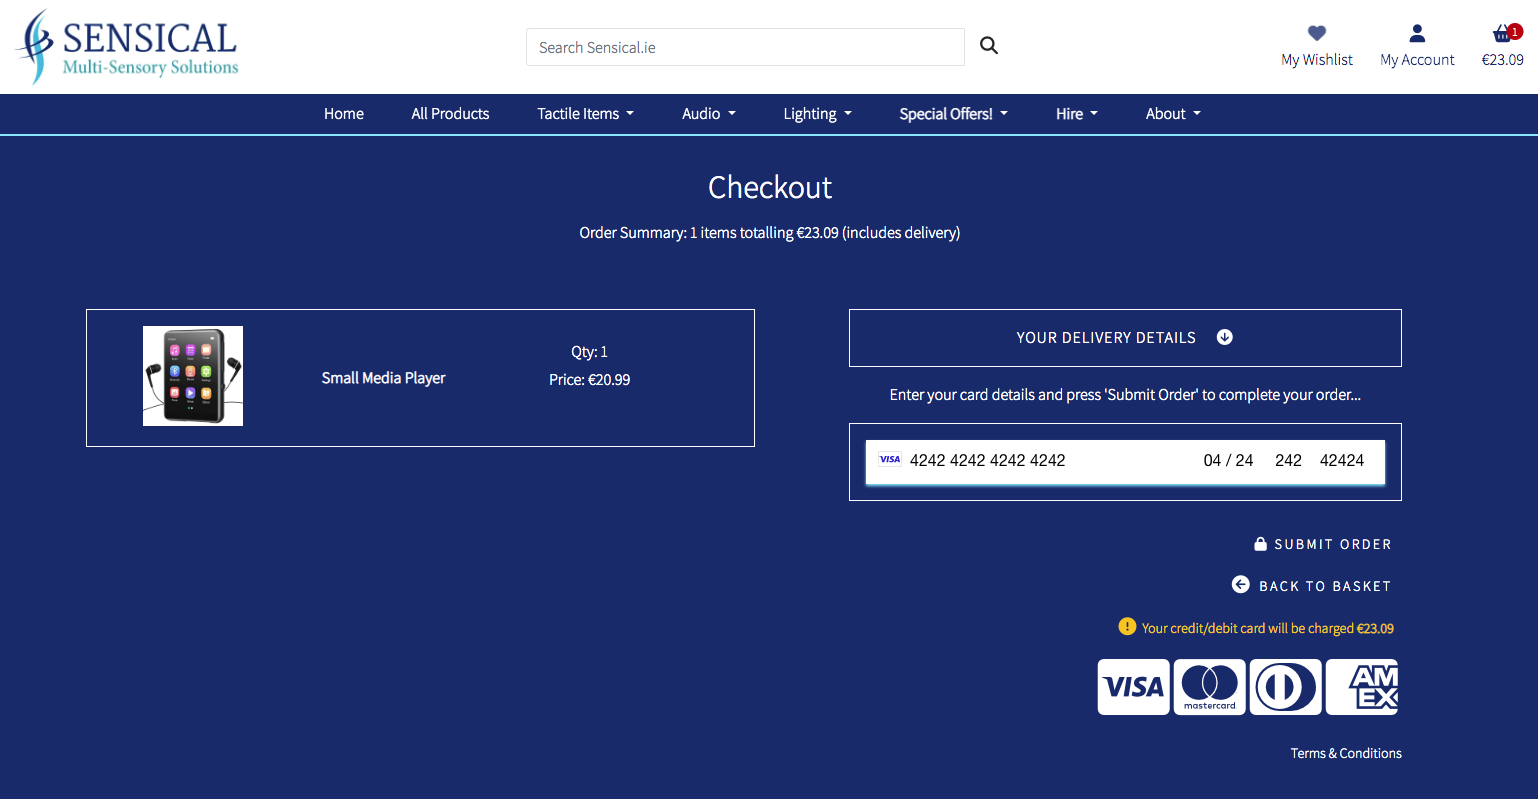 SENSICAL
Multi-Sensory Solutions
Search Sensical.ie
My Wishlist
My Account
1
€23.09
Home
All Products
Tactile Items
Audio
Lighting
Special Offers!
Hire
About
Checkout
Order Summary: 1 items totalling €23.09 (includes delivery)
Small Media Player
Qty: 1
Price: €20.99
YOUR DELIVERY DETAILS
Enter your card details and press 'Submit Order' to complete your order...
VISA 4242 4242 4242 4242 04 / 24 242 42424
SUBMIT ORDER
BACK TO BASKET
Your credit/debit card will be charged €23.09
VISA
mastercard
AM
EX
Terms & Conditions